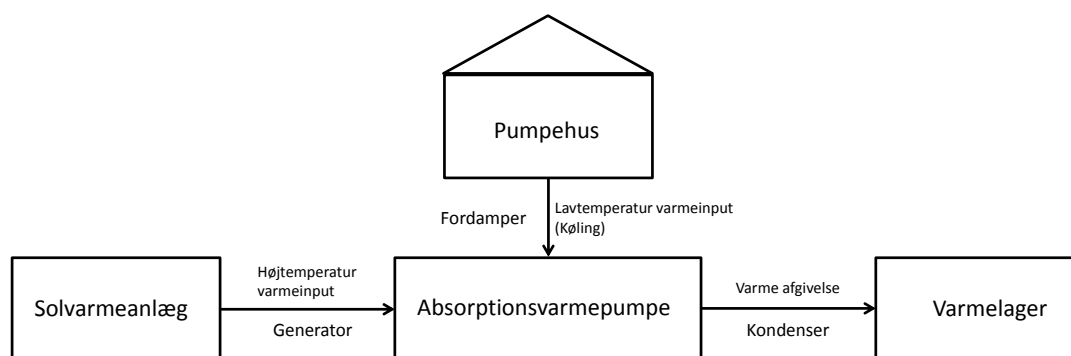 Pumpehus
Fordamper
Lavtemperatur varmeinput
(Køling)
Solvarmeanlæg
Højtemperatur
varmeinput
Generator
Absorptionsvarmepumpe
Varme afgivelse
Kondenser
Varmelager